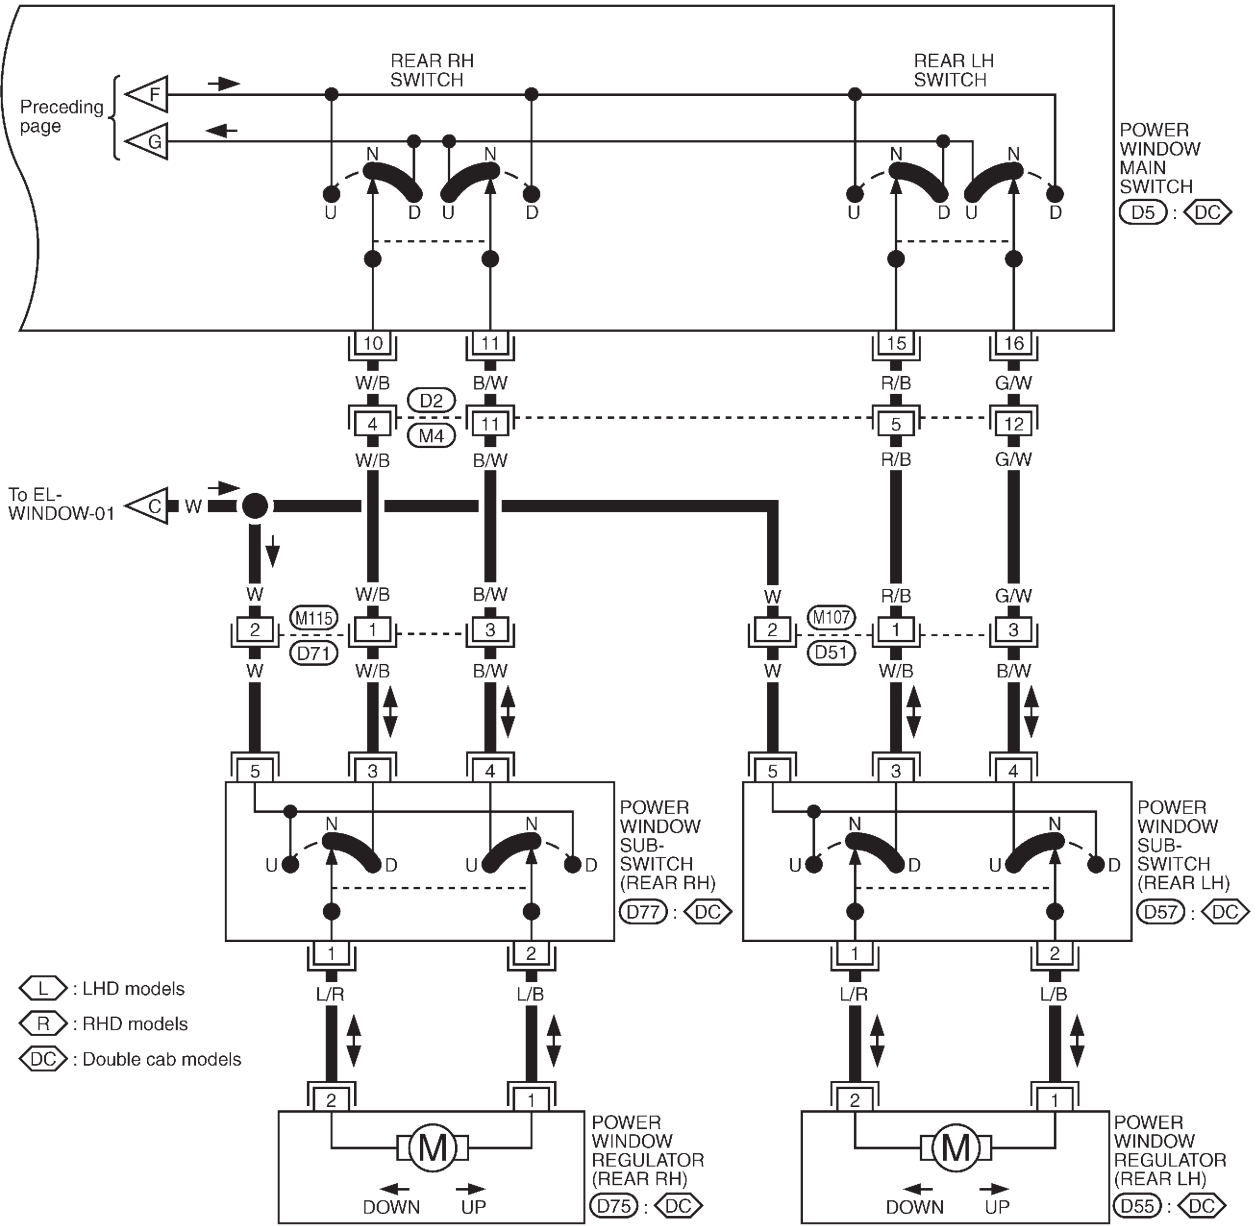 REAR RH
SWITCH
REAR LH
SWITCH
Preceding
page
F
G
N
N
N
N
U
D
U
D
U
D
U
D
POWER
WINDOW
MAIN
SWITCH
D5 : DC
10
11
15
16
W/B
B/W
R/B
G/W
D2
4
11
5
12
M4
W/B
B/W
R/B
G/W
To EL-
WINDOW-01
C
W
W
W/B
B/W
W
R/B
G/W
M115
M107
2
1
3
2
1
3
D71
D51
W
W/B
B/W
W
W/B
B/W
5
3
4
5
3
4
N
N
N
N
U
D
U
D
U
D
U
D
POWER
WINDOW
SUB-
SWITCH
(REAR RH)
D77 : DC
POWER
WINDOW
SUB-
SWITCH
(REAR LH)
D57 : DC
1
2
1
2
L/R
L/B
L/R
L/B
L : LHD models
R : RHD models
DC : Double cab models
2
1
2
1
M
M
DOWN
UP
DOWN
UP
POWER
WINDOW
REGULATOR
(REAR RH)
D75 : DC
POWER
WINDOW
REGULATOR
(REAR LH)
D55 : DC